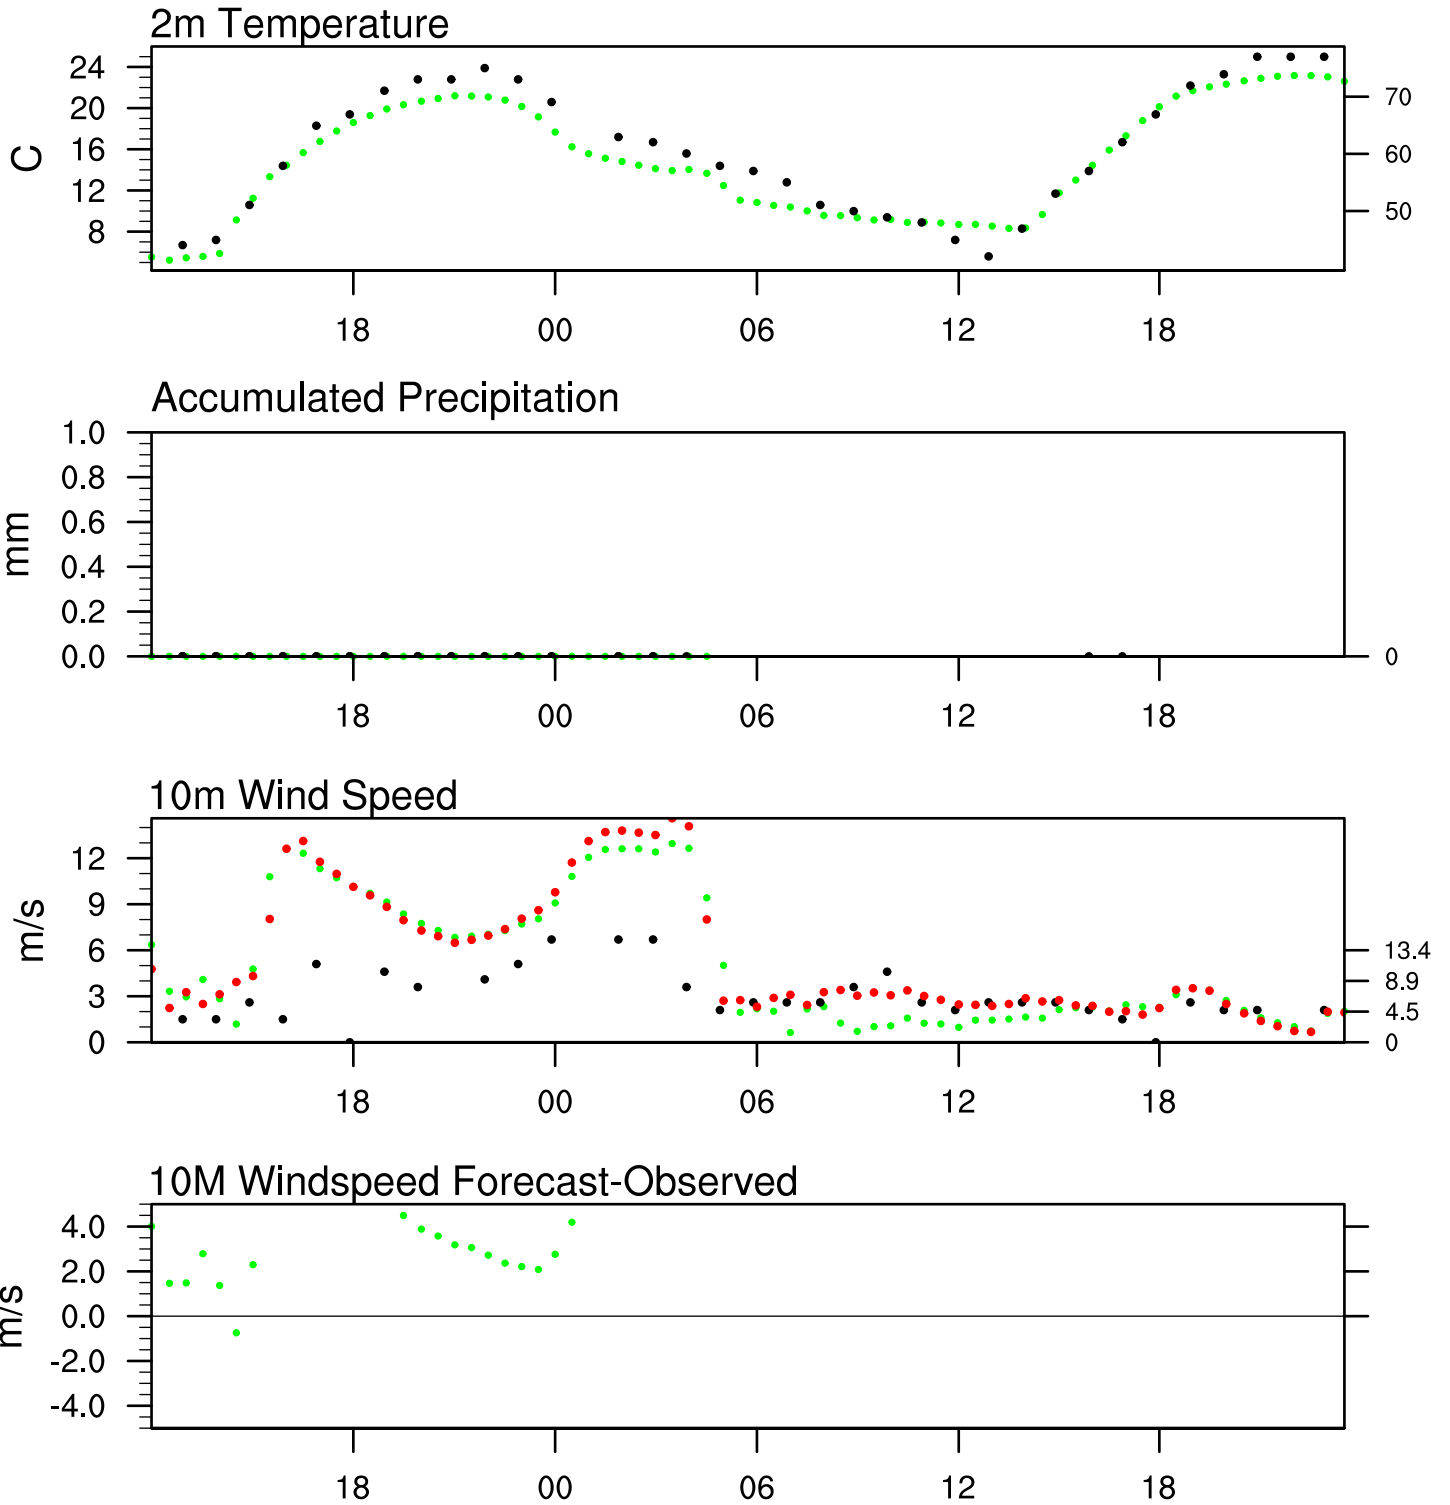 2m Temperature
24
20
16
12
8
C
70
60
50
18 00 06 12 18
Accumulated Precipitation
1.0
0.8
0.6
0.4
0.2
0.0
mm
0
18 00 06 12 18
10m Wind Speed
12
9
6
3
0
m/s
13.4
8.9
4.5
0
18 00 06 12 18
10M Windspeed Forecast-Observed
4.0
2.0
0.0
-2.0
-4.0
m/s
18 00 06 12 18